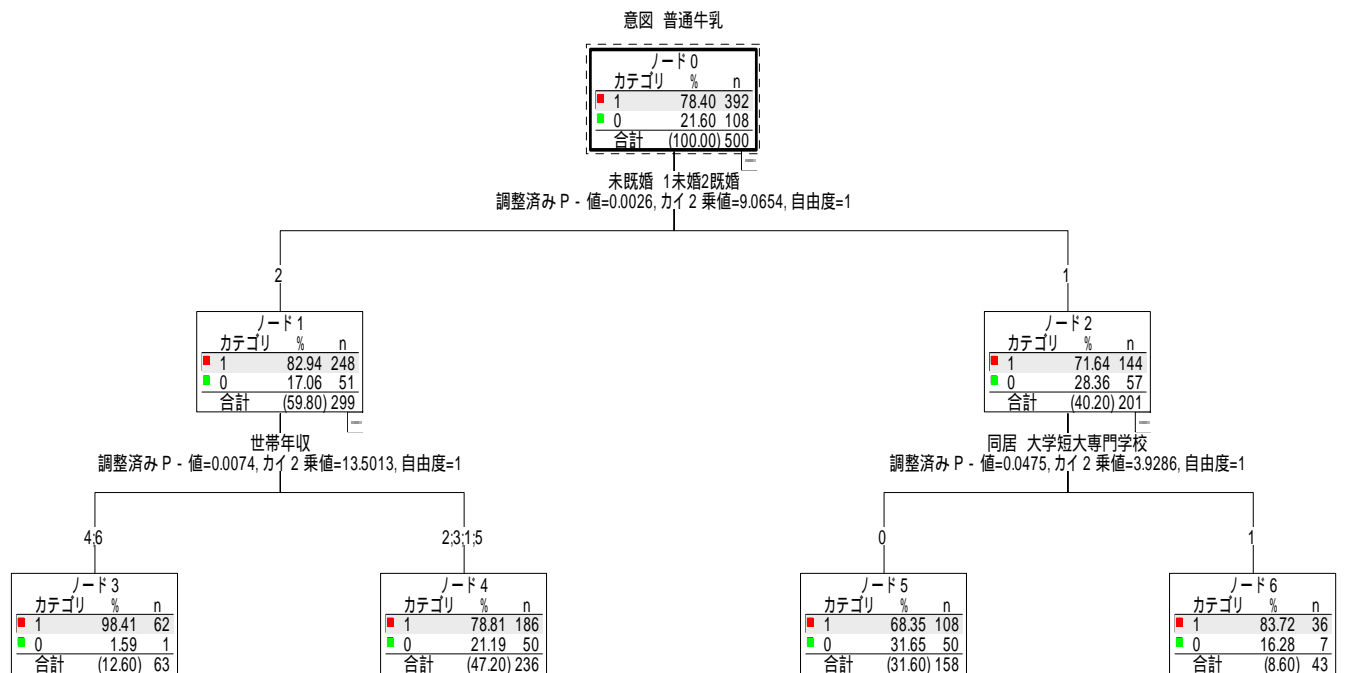 意図 普通牛乳
ノード 0
カテゴリ % n
1 78.40 392
0 21.60 108
合計 (100.00) 500
未既婚 1未婚2既婚
調整済み P - 値=0.0026, カイ 2 乗値=9.0654, 自由度=1
2
1
ノード 1
カテゴリ % n
1 82.94 248
0 17.06 51
合計 (59.80) 299
世帯年収
調整済み P - 値=0.0074, カイ 2 乗値=13.5013, 自由度=1
ノード 2
カテゴリ % n
1 71.64 144
0 28.36 57
合計 (40.20) 201
同居 大学短大専門学校
調整済み P - 値=0.0475, カイ 2 乗値=3.9286, 自由度=1
4;6
2;3;1;5
0
1
ノード 3
カテゴリ % n
1 98.41 62
0 1.59 1
合計 (12.60) 63
ノード 4
カテゴリ % n
1 78.81 186
0 21.19 50
合計 (47.20) 236
ノード 5
カテゴリ % n
1 68.35 108
0 31.65 50
合計 (31.60) 158
ノード 6
カテゴリ % n
1 83.72 36
0 16.28 7
合計 (8.60) 43